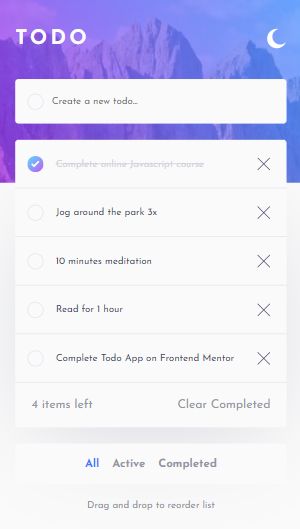 TODO
Create a new todo...
Complete online Javascript course
Jog around the park 3x
10 minutes meditation
Read for 1 hour
Complete Todo App on Frontend Mentor
4 items left Clear Completed
All Active Completed
Drag and drop to reorder list